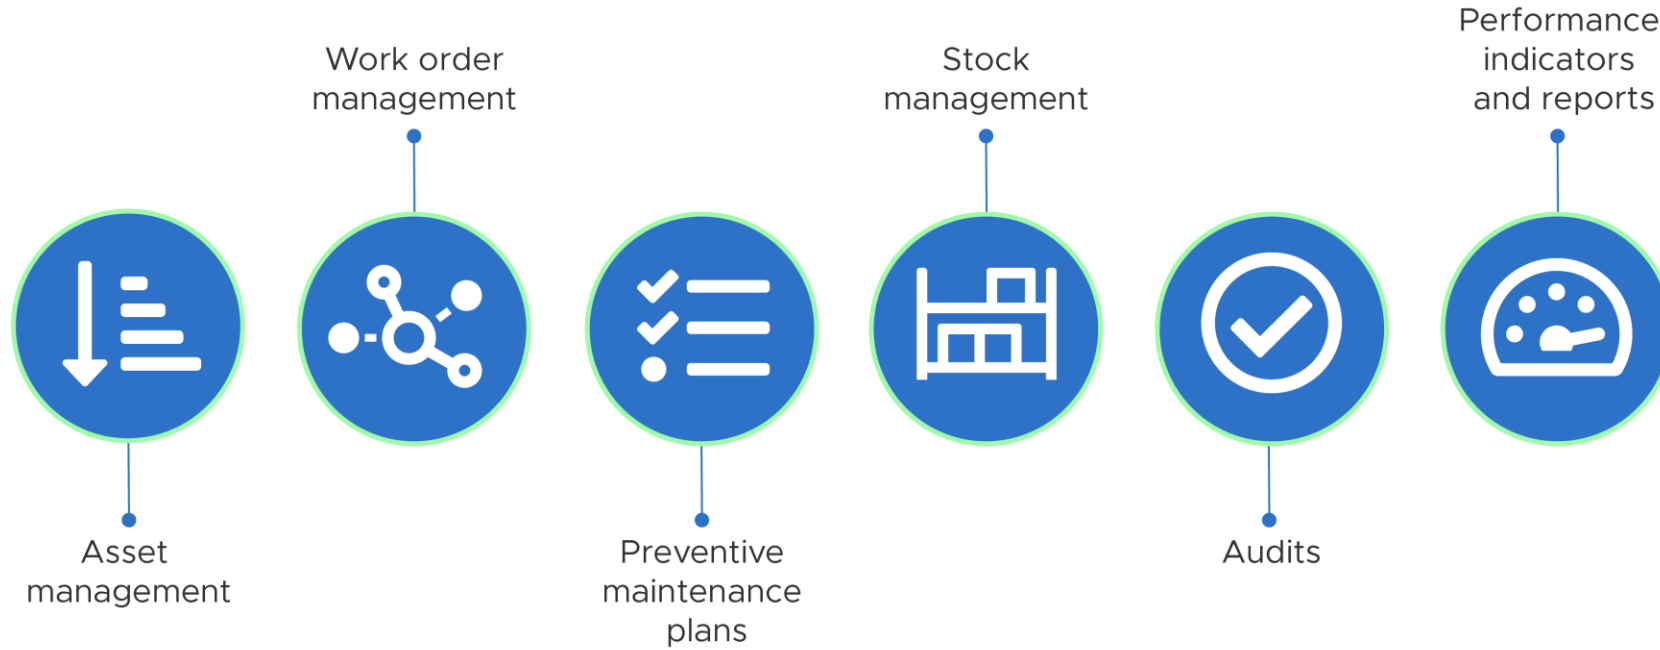 Asset
management
Work order
management
Preventive
maintenance
plans
Stock
management
Audits
Performance
indicators
and reports